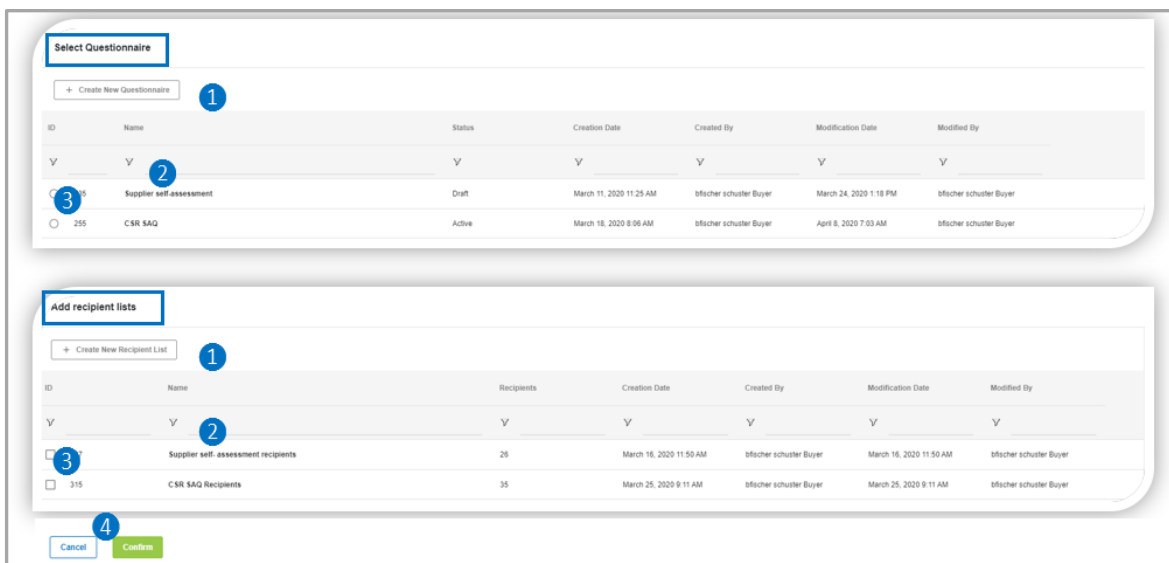 Select Questionnaire
+ Create New Questionnaire
1
ID Name Status Creation Date Created By Modification Date Modified By
2
3 Supplier self-assessment Draft March 11, 2020 11:25 AM bfischer schuster Buyer March 24, 2020 1:18 PM bfischer schuster Buyer
255 CSR SAQ Active March 18, 2020 8:06 AM bfischer schuster Buyer April 8, 2020 7:03 AM bfischer schuster Buyer
Add recipient lists
+ Create New Recipient List
1
ID Name Recipients Creation Date Created By Modification Date Modified By
2
3 Supplier self- assessment recipients 26 March 16, 2020 11:50 AM bfischer schuster Buyer March 16, 2020 11:50 AM bfischer schuster Buyer
315 CSR SAQ Recipients 35 March 25, 2020 9:11 AM bfischer schuster Buyer March 25, 2020 9:11 AM bfischer schuster Buyer
4
Cancel Confirm